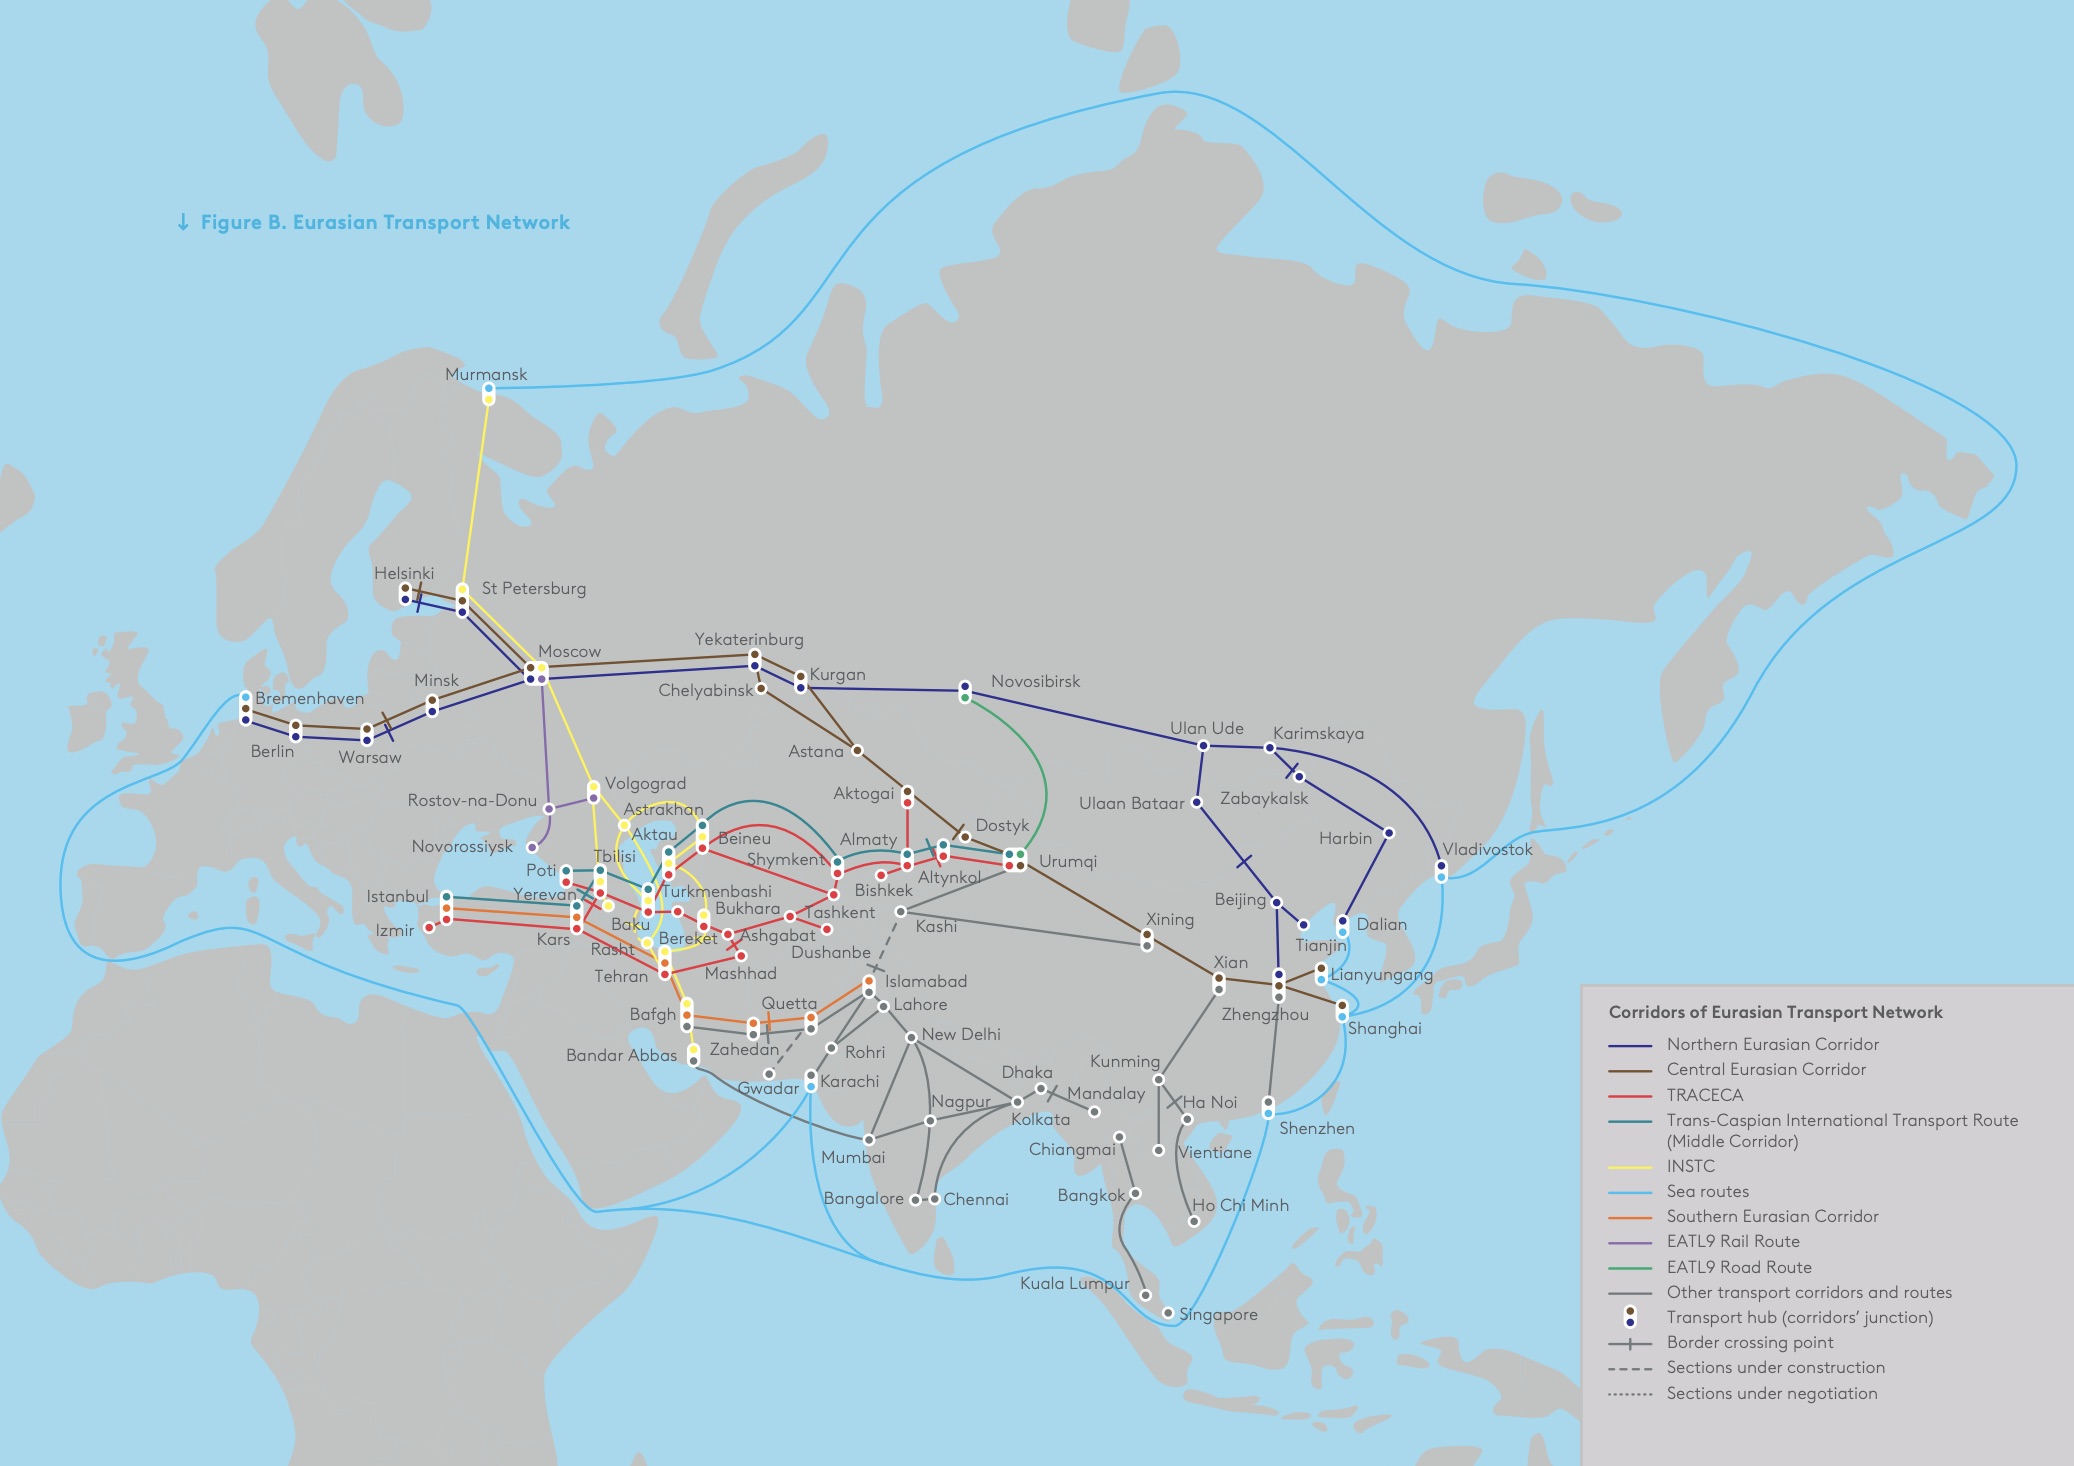 ↓ Figure B. Eurasian Transport Network
Murmansk
Helsinki
St Petersburg
Moscow
Yekaterinburg
Kurgan
Chelyabinsk
Novosibirsk
Minsk
Bremenhaven
Berlin
Warsaw
Astana
Ulan Ude
Karimskaya
Zabaykalsk
Ulaan Bataar
Harbin
Vladivostok
Volgograd
Rostov-na-Donu
Astrakhan
Aktogai
Novorossiysk
Aktau
Beineu
Almaty
Dostyk
Tbilisi
Shymkent
Urumqi
Poti
Altynkol
Bishkek
Istanbul
Yerevan
Turkmenbashi
Bukhara
Tashkent
Kashi
Beijing
Tianjin
Dalian
Izmir
Kars
Baku
Rasht
Bereket
Ashgabat
Dushanbe
Xining
Tehran
Mashhad
Xian
Lianyungang
Islamabad
Bafgh
Quetta
Lahore
Zhengzhou
Shanghai
Bandar Abbas
Zahedan
New Delhi
Rohri
Gwadar
Karachi
Dhaka
Kunming
Mandalay
Nagpur
Kolkata
Ha Noi
Shenzhen
Mumbai
Chiangmai
Vientiane
Bangalore
Chennai
Bangkok
Ho Chi Minh
Kuala Lumpur
Singapore
Corridors of Eurasian Transport Network
Northern Eurasian Corridor
Central Eurasian Corridor
TRACECA
Trans-Caspian International Transport Route
(Middle Corridor)
INSTC
Sea routes
Southern Eurasian Corridor
EATL9 Rail Route
EATL9 Road Route
Other transport corridors and routes
Transport hub (corridors’ junction)
Border crossing point
Sections under construction
Sections under negotiation